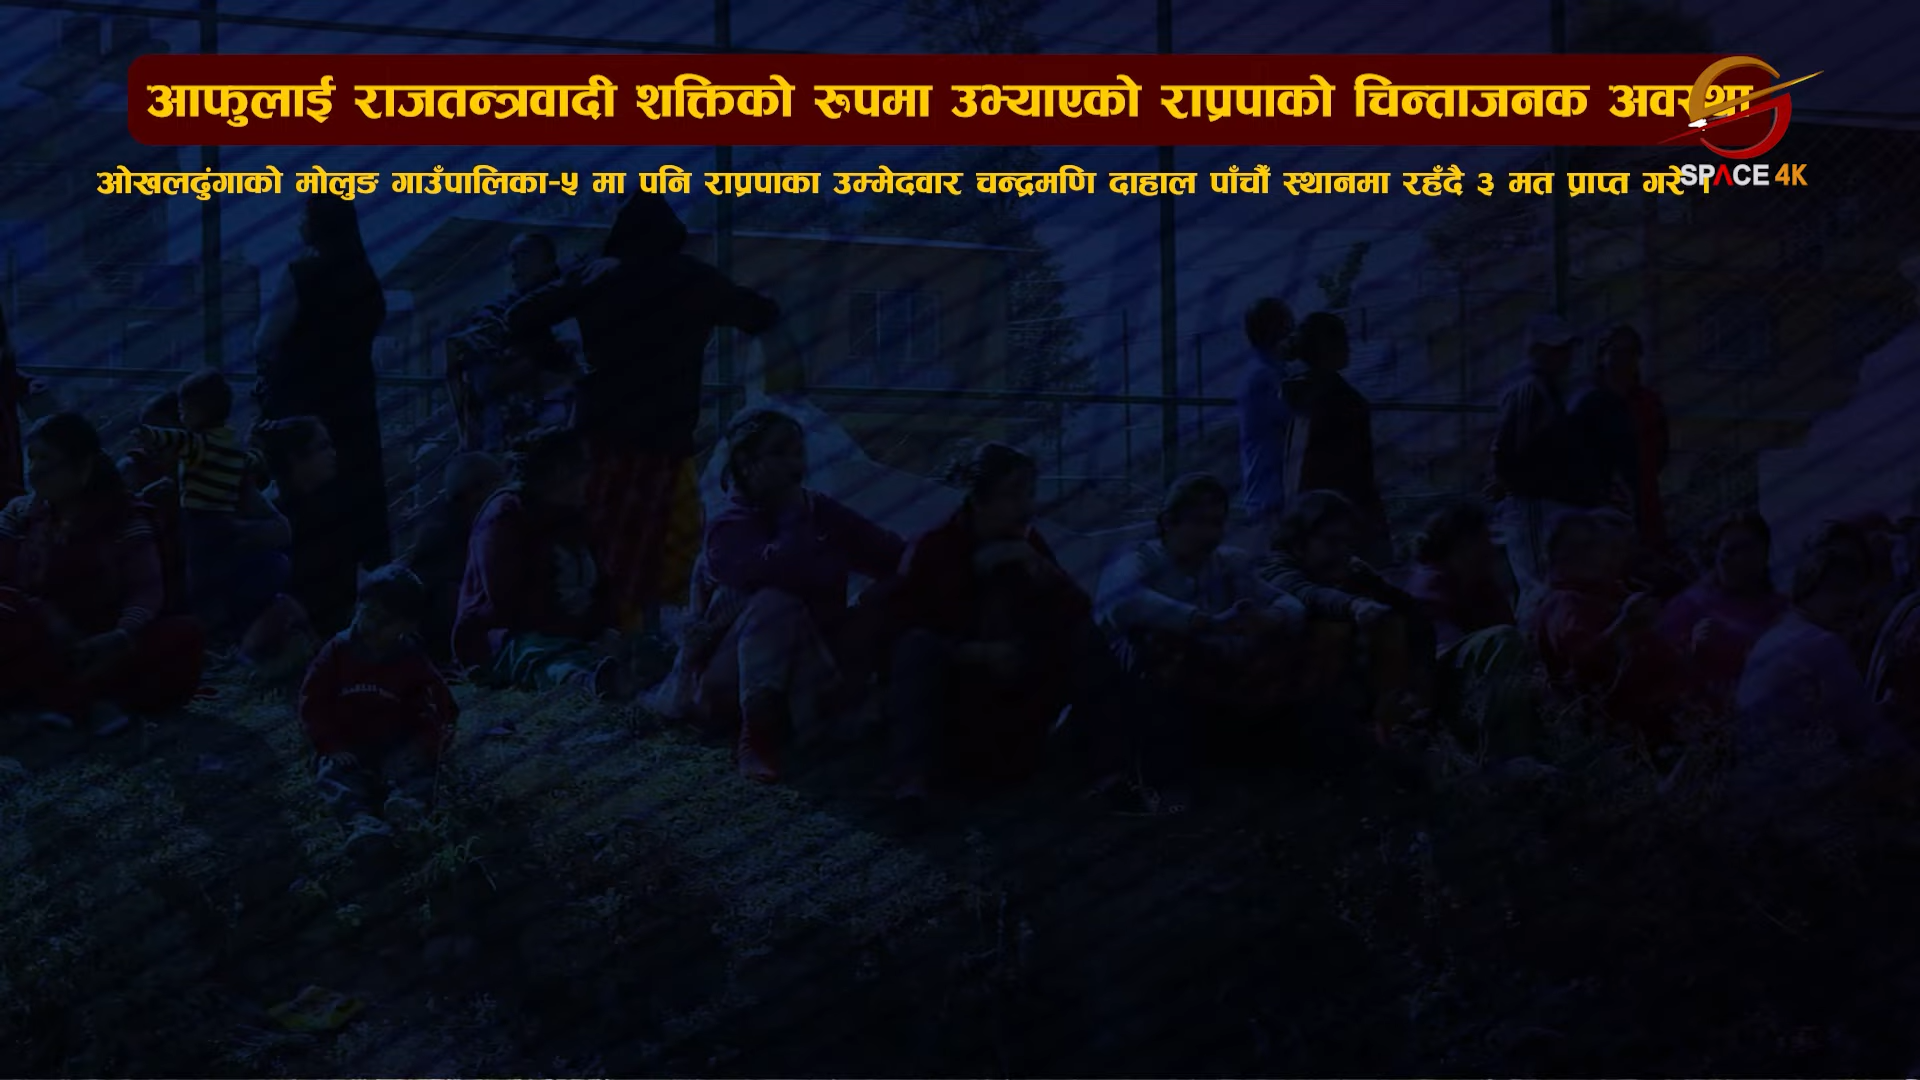 आफुलाई राजतन्त्रवादी शक्तिको रुपमा उभ्याएको राप्रपाको चिन्ताजनक अवस्था
ओखलढुंगाको मोलुङ गाउँपालिका-५ मा पनि राप्रपाका उम्मेदवार चन्द्रमणि दाहाल पाँचौँ स्थानमा रहँदै ३ मत प्राप्त गरे ।
SPACE 4K